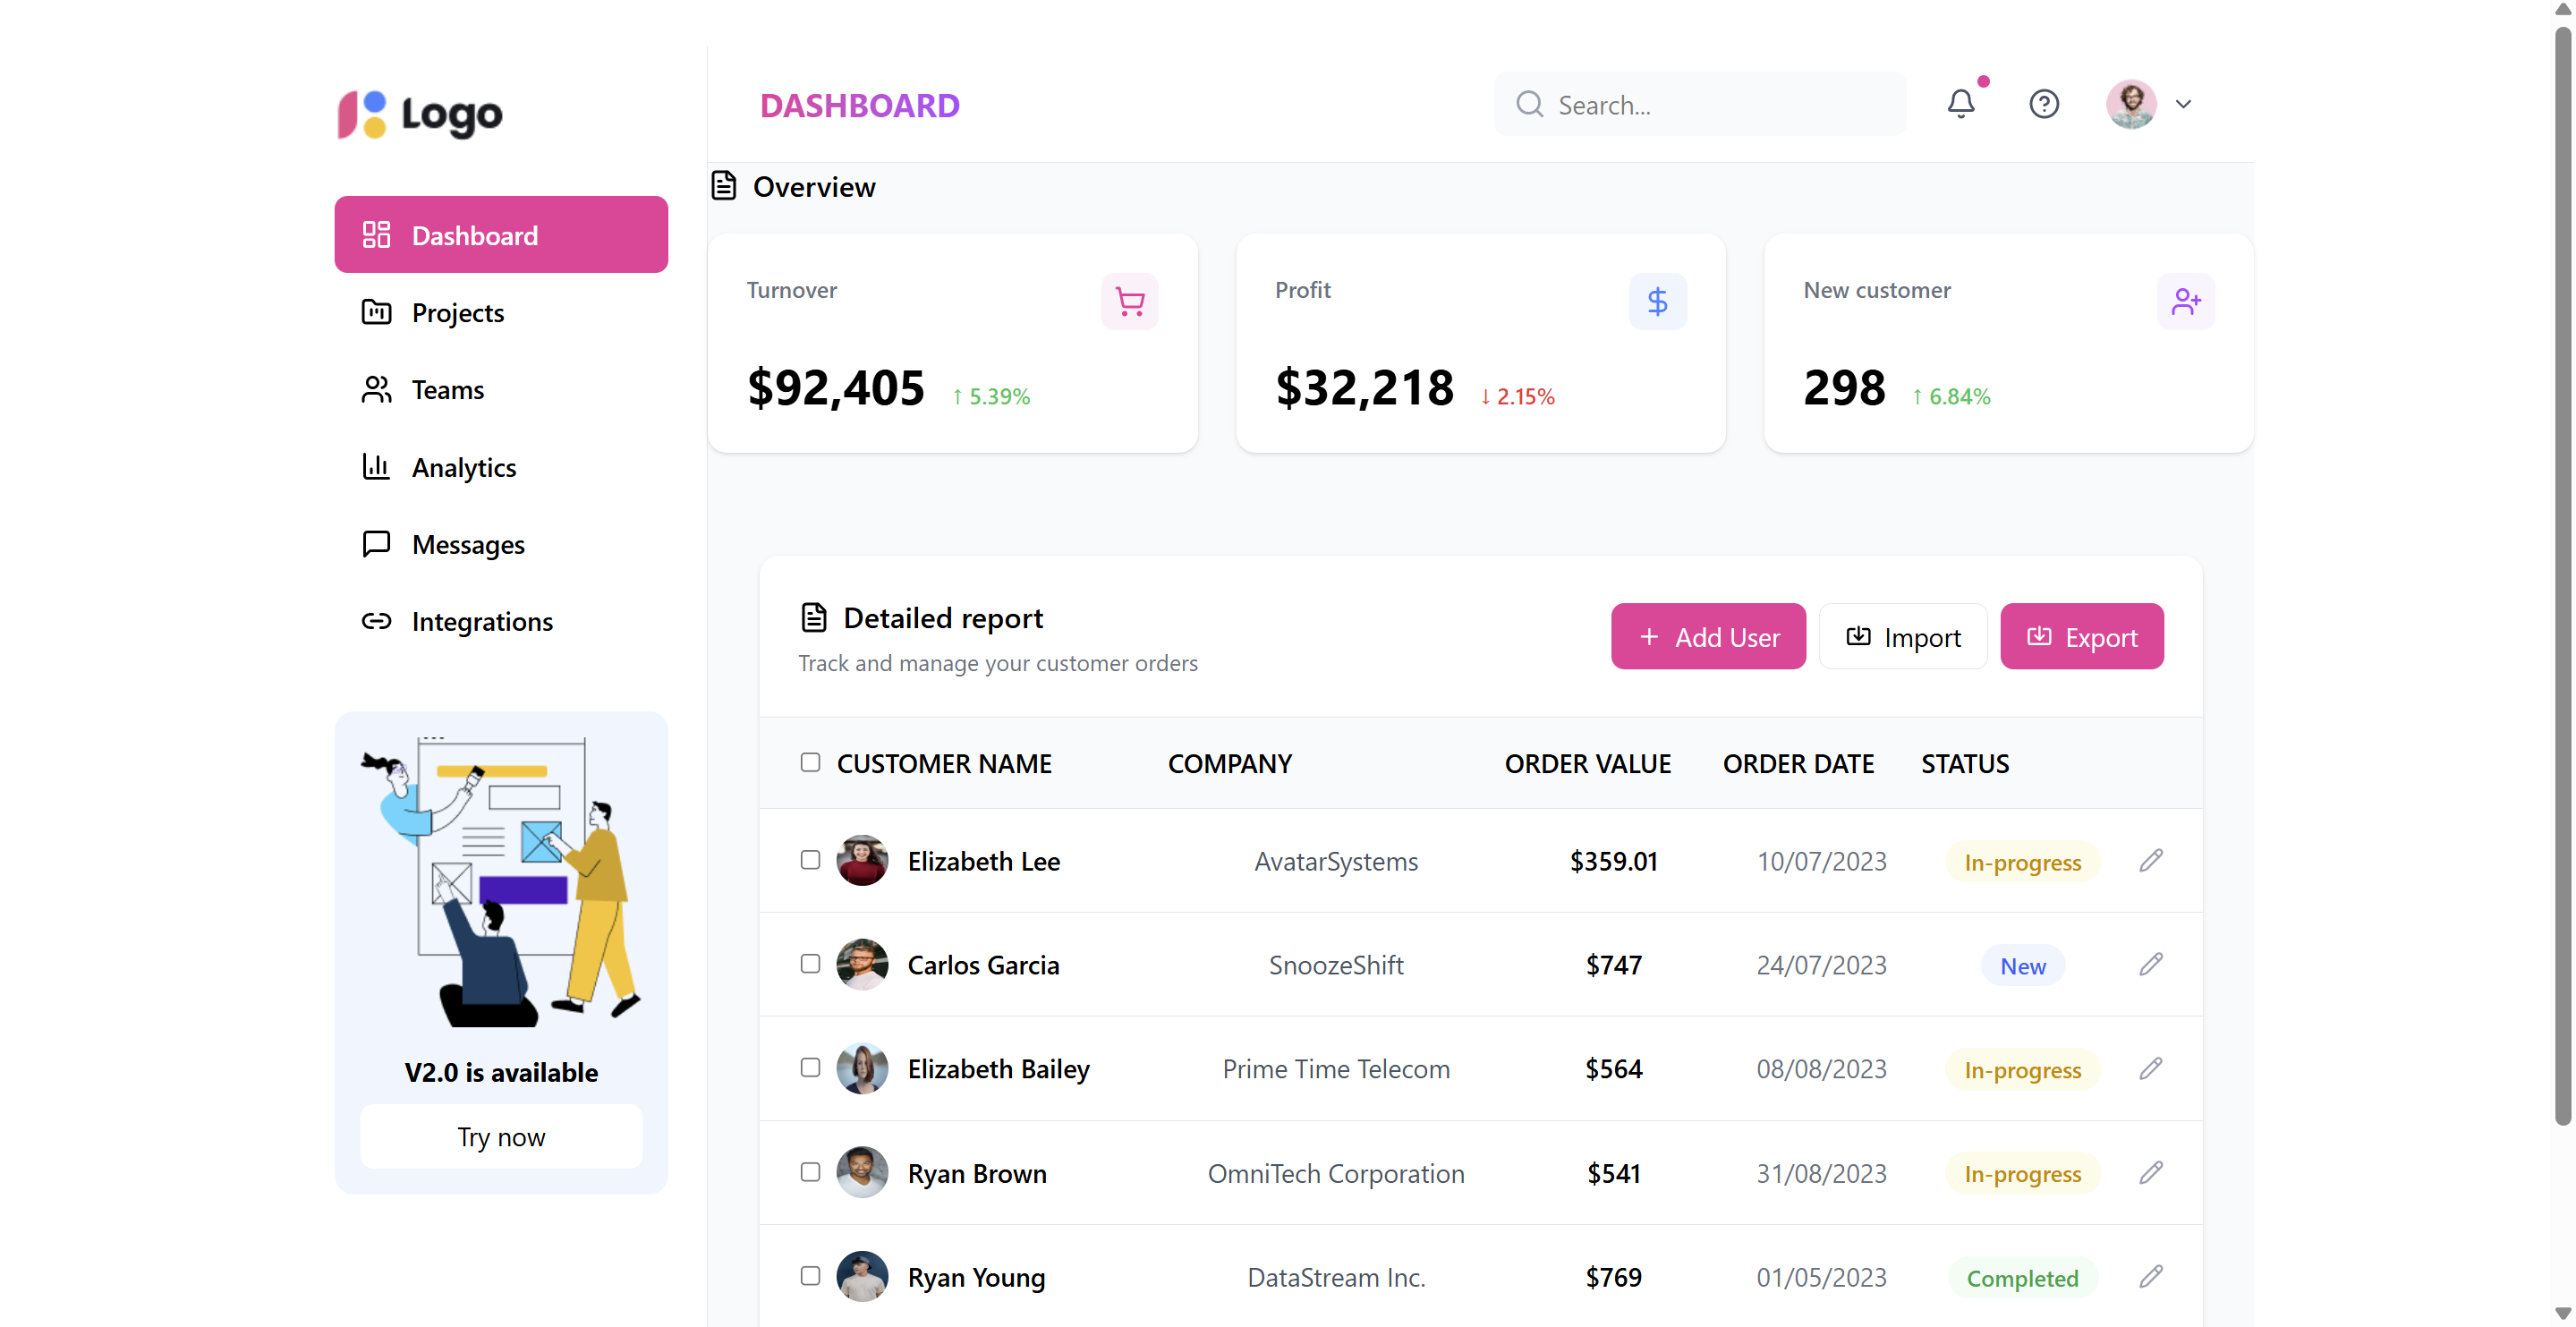 Logo
DASHBOARD
Search...
Dashboard
Projects
Teams
Analytics
Messages
Integrations
V2.0 is available
Try now
Overview
Turnover
$92,405 ↑ 5.39%
Profit
$32,218 ↓ 2.15%
New customer
298 ↑ 6.84%
Detailed report
Track and manage your customer orders
+ Add User Import Export
CUSTOMER NAME COMPANY ORDER VALUE ORDER DATE STATUS
Elizabeth Lee AvatarSystems $359.01 10/07/2023 In-progress
Carlos Garcia SnoozeShift $747 24/07/2023 New
Elizabeth Bailey Prime Time Telecom $564 08/08/2023 In-progress
Ryan Brown OmniTech Corporation $541 31/08/2023 In-progress
Ryan Young DataStream Inc. $769 01/05/2023 Completed